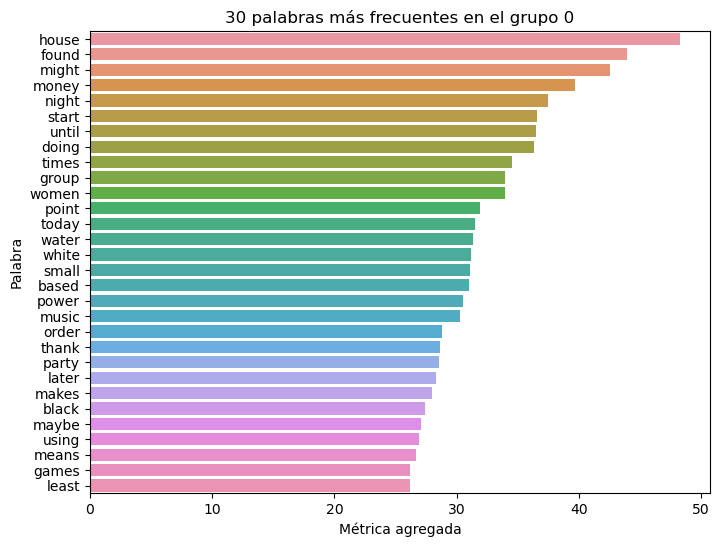 30 palabras más frecuentes en el grupo 0
Palabra
house
found
might
money
night
start
until
doing
times
group
women
point
today
water
white
small
based
power
music
order
thank
party
later
makes
black
maybe
using
means
games
least
0 10 20 30 40 50
Métrica agregada